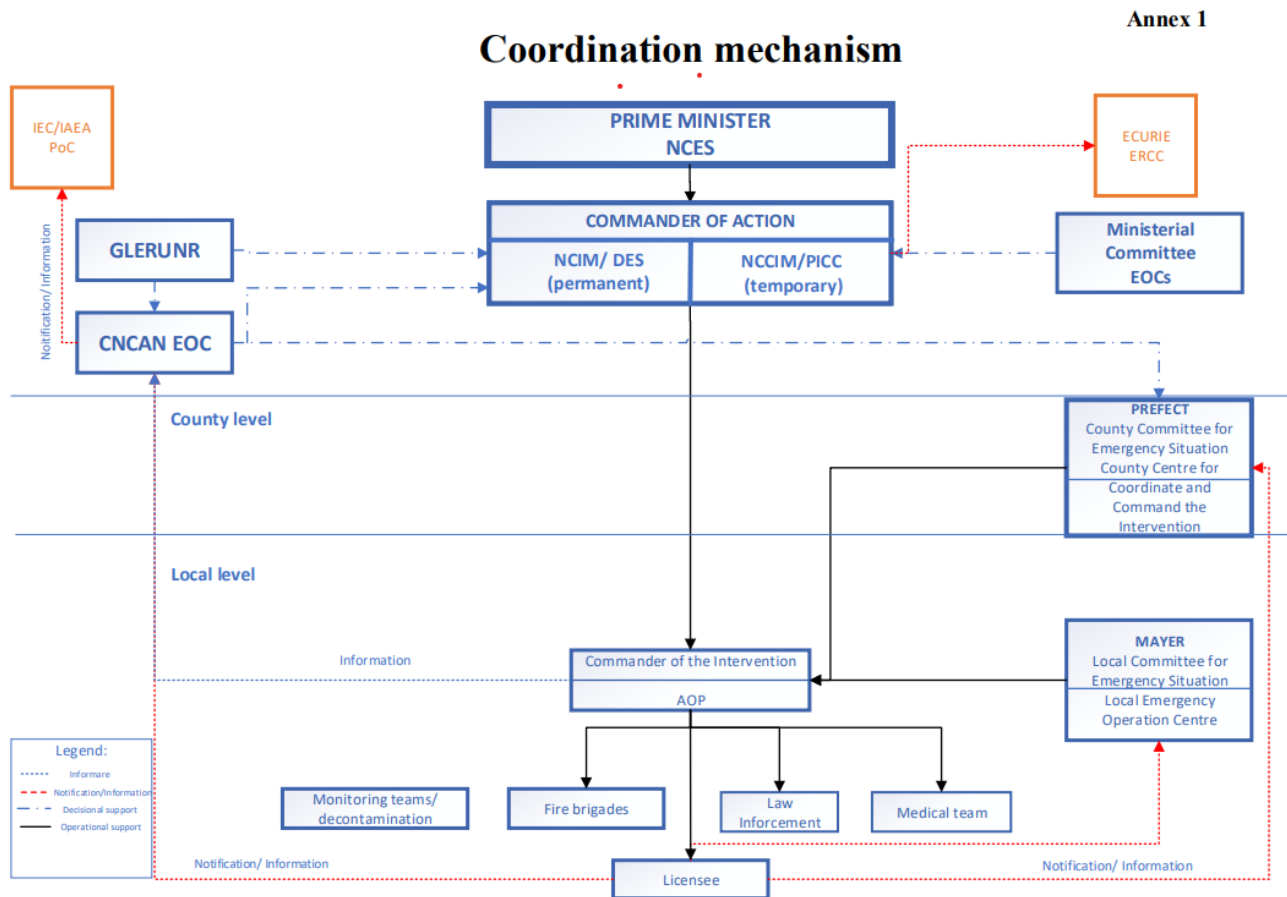 Annex 1
Coordination mechanism
IEC/IAEA
PoC
PRIME MINISTER
NCES
ECURIE
ERCC
COMMANDER OF ACTION
NCIM/ DES
(permanent)
NCCIM/PICC
(temporary)
Ministerial
Committee
EOCs
GLERUNR
Noitification/ Information
CNCAN EOC
County level
PREFECT
County Committee for
Emergency Situation
County Centre for
Coordinate and
Command the
Intervention
Local level
Information
Commander of the Intervention
AOP
MAYER
Local Committee for
Emergency Situation
Local Emergency
Operation Centre
Legend:
Informare
Notification/Information
Decisional support
Operational support
Monitoring teams/
decontamination
Fire brigades
Law
Inforcement
Medical team
Notification/ Information
Licensee
Notification/ Information